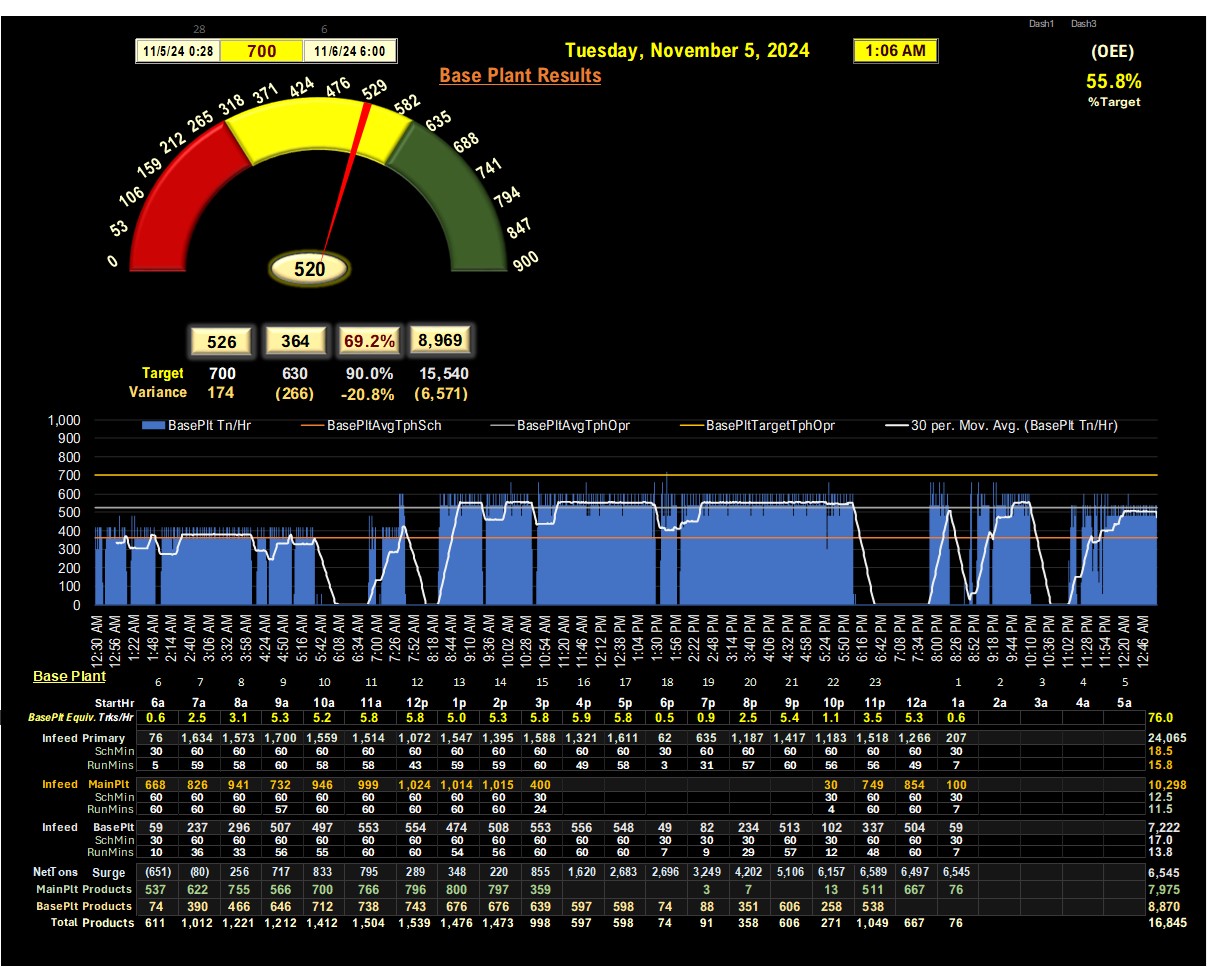 Dash1 Dash3
28 6
11/5/24 0:28 700 11/6/24 6:00 Tuesday, November 5, 2024 1:06 AM (OEE)
Base Plant Results 55.8%
%Target
0 53 106 159 212 265 318 371 424 476 529 582 635 688 741 794 847 900
520
526 364 69.2% 8,969
Target 700 630 90.0% 15,540
Variance 174 (266) -20.8% (6,571)
BasePlt Tn/Hr BasePltAvgTphSch BasePltAvgTphOpr BasePltTargetTphOpr 30 per. Mov. Avg. (BasePlt Tn/Hr)
1,000
900
800
700
600
500
400
300
200
100
0
12:30 AM 12:56 AM 1:22 AM 1:48 AM 2:14 AM 2:40 AM 3:06 AM 3:32 AM 3:58 AM 4:24 AM 4:50 AM 5:16 AM 5:42 AM 6:08 AM 6:34 AM 7:00 AM 7:26 AM 7:52 AM 8:18 AM 8:44 AM 9:10 AM 9:36 AM 10:02 AM 10:28 AM 10:54 AM 11:20 AM 11:46 AM 12:12 PM 12:38 PM 1:04 PM 1:30 PM 1:56 PM 2:22 PM 2:48 PM 3:14 PM 3:40 PM 4:06 PM 4:32 PM 4:58 PM 5:24 PM 5:50 PM 6:16 PM 6:42 PM 7:08 PM 7:34 PM 8:00 PM 8:26 PM 8:52 PM 9:18 PM 9:44 PM 10:10 PM 10:36 PM 11:02 PM 11:28 PM 11:54 PM 12:20 AM 12:46 AM
Base Plant
6 7 8 9 10 11 12 13 14 15 16 17 18 19 20 21 22 23 1 2 3 4 5
StartHr 6a 7a 8a 9a 10a 11a 12p 1p 2p 3p 4p 5p 6p 7p 8p 9p 10p 11p 12a 1a 2a 3a 4a 5a
BasePlt Equiv. Trks/Hr 0.6 2.5 3.1 5.3 5.2 5.8 5.8 5.0 5.3 5.8 5.9 5.8 0.5 0.9 2.5 5.4 1.1 3.5 5.3 0.6 76.0
Infeed Primary 76 1,634 1,573 1,700 1,559 1,514 1,072 1,547 1,395 1,588 1,321 1,611 62 635 1,187 1,417 1,183 1,518 1,266 207 24,065
SchMin 30 60 60 60 60 60 60 60 60 60 60 60 30 60 60 60 60 60 60 30 18.5
RunMins 5 59 58 60 58 58 43 59 59 60 49 58 3 31 57 60 56 56 49 7 15.8
Infeed MainPlt 668 826 941 732 946 999 1,024 1,014 1,015 400 30 749 854 100 10,298
SchMin 60 60 60 60 60 60 60 60 60 30 30 60 60 30 12.5
RunMins 60 60 60 57 60 60 60 60 60 24 4 60 60 7 11.5
Infeed BasePlt 59 237 296 507 497 553 554 474 508 553 556 548 49 82 234 513 102 337 504 59 7,222
SchMin 60 60 60 60 60 60 60 60 60 60 60 60 30 30 30 60 30 60 60 30 17.0
RunMins 10 36 33 56 55 60 60 54 56 60 60 60 7 9 29 57 12 48 60 7 13.8
NetTons Surge (651) (80) 256 717 833 795 289 348 220 855 1,620 2,683 2,696 3,249 4,202 5,106 6,157 6,589 6,497 6,545 6,545
MainPlt Products 537 622 755 566 700 766 796 800 797 359 3 7 13 511 667 76 7,975
BasePlt Products 74 390 466 646 712 738 743 676 676 639 597 598 74 88 351 606 258 538 8,870
Total Products 611 1,012 1,221 1,212 1,412 1,504 1,539 1,476 1,473 998 597 598 74 91 358 606 271 1,049 667 76 16,845